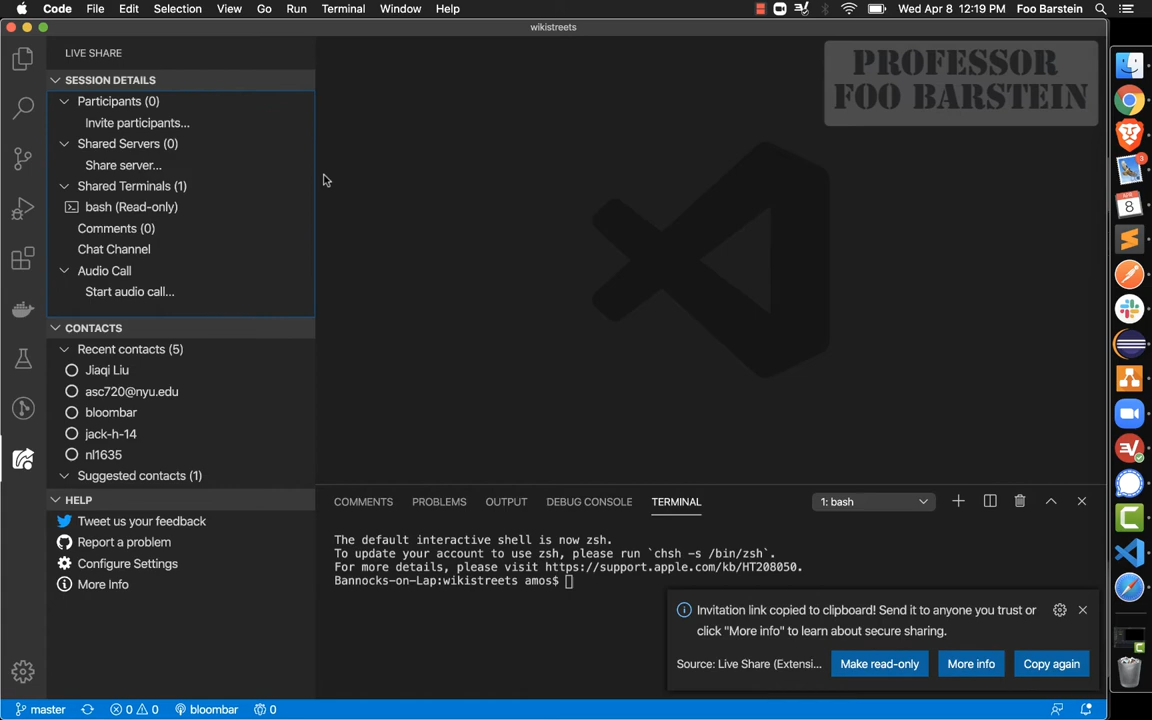 Code File Edit Selection View Go Run Terminal Window Help
Wed Apr 8 12:19 PM Foo Barstein
wikistreets
PROFESSOR
FOO BARSTEIN
LIVE SHARE
SESSION DETAILS
Participants (0)
Invite participants...
Shared Servers (0)
Share server...
Shared Terminals (1)
bash (Read-only)
Comments (0)
Chat Channel
Audio Call
Start audio call...
CONTACTS
Recent contacts (5)
Jiaqi Liu
asc720@nyu.edu
bloombar
jack-h-14
nl1635
Suggested contacts (1)
HELP
Tweet us your feedback
Report a problem
Configure Settings
More Info
COMMENTS PROBLEMS OUTPUT DEBUG CONSOLE TERMINAL
1: bash
The default interactive shell is now zsh.
To update your account to use zsh, please run `chsh -s /bin/zsh`.
For more details, please visit https://support.apple.com/kb/HT208050.
Bannocks-on-Lap:wikistreets amos$
Invitation link copied to clipboard! Send it to anyone you trust or
click "More info" to learn about secure sharing.
Source: Live Share (Extensi...
Make read-only
More info
Copy again
master 0 0 bloombar 0
3
8